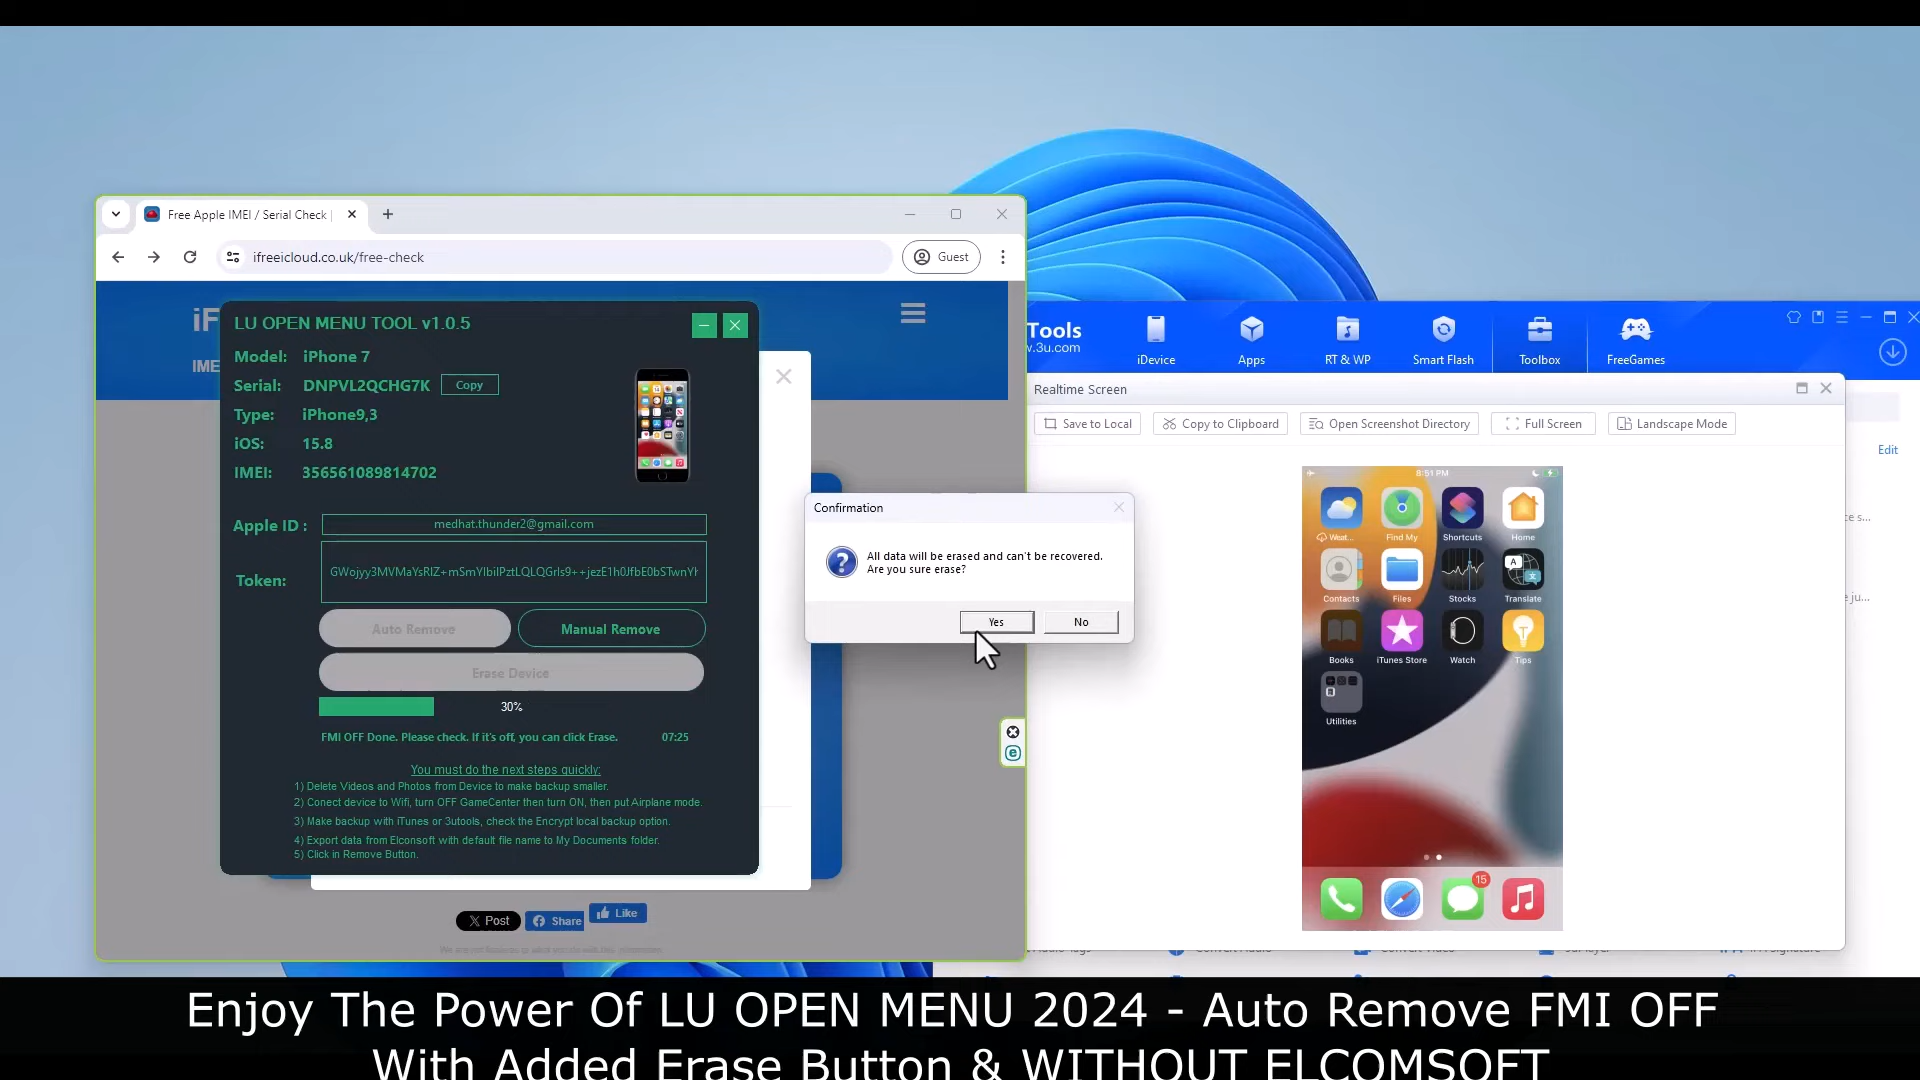 Free Apple IMEI / Serial Check
ifreeicloud.co.uk/free-check
Guest
iF
IME
LU OPEN MENU TOOL v1.0.5
Model: iPhone 7
Serial: DNPVL2QCHG7K Copy
Type: iPhone9,3
iOS: 15.8
IMEI: 356561089814702
Apple ID : medhat.thunder2@gmail.com
Token:
Auto Remove Manual Remove
Erase Device
30%
FMI OFF Done. Please check. If it's off, you can click Erase. 07:25
You must do the next steps quickly:
1) Delete Videos and Photos from Device to make backup smaller.
2) Conect device to Wifi, turn OFF GameCenter then turn ON, then put Airplane mode.
3) Make backup with iTunes or 3utools, check the Encrypt local backup option.
4) Export data from Elconsoft with default file name to My Documents folder.
5) Click in Remove Button.
Post Share Like
Confirmation
All data will be erased and can't be recovered.
Are you sure erase?
Yes No
Tools
w.3u.com
iDevice Apps RT & WP Smart Flash Toolbox FreeGames
Realtime Screen
Save to Local Copy to Clipboard Open Screenshot Directory Full Screen Landscape Mode
Edit
8:51 PM
Weat... Find My Shortcuts Home
Contacts Files Stocks Translate
Books iTunes Store Watch Tips
Utilities
15
Enjoy The Power Of LU OPEN MENU 2024 - Auto Remove FMI OFF
With Added Erase Button & WITHOUT ELCOMSOFT